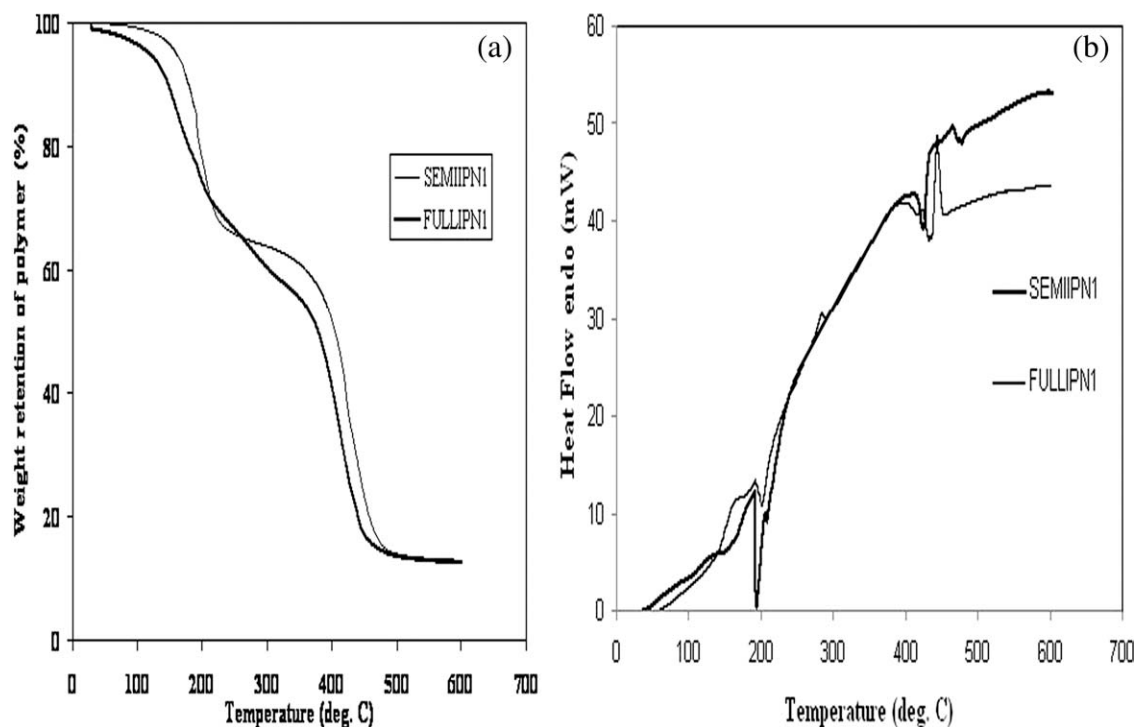 (a)
Weight retention of polymer (%)
100
80
60
40
20
0
SEMIIPN1
FULLIPN1
0 100 200 300 400 500 600 700
Temperature (deg. C)
(b)
Heat Flow endo (mW)
60
50
40
30
20
10
0
SEMIIPN1
FULLIPN1
0 100 200 300 400 500 600 700
Temperature (deg. C)